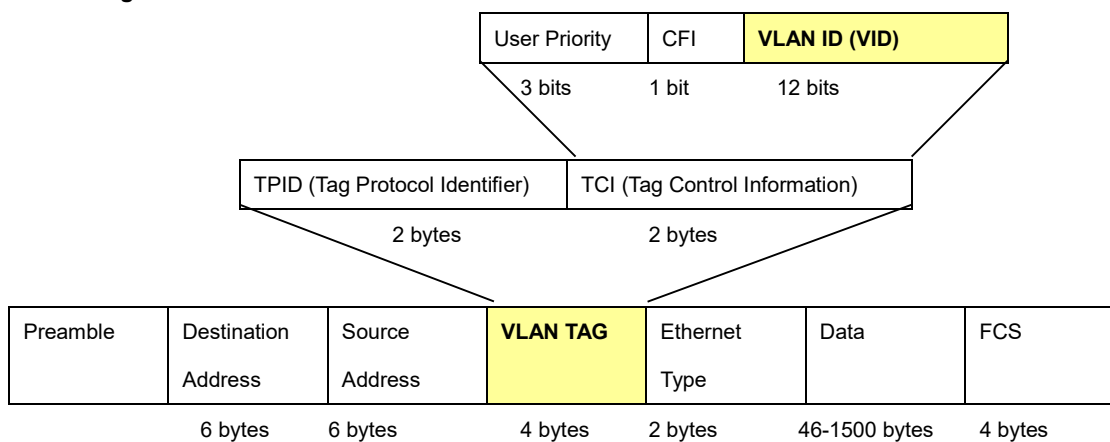 User Priority CFI VLAN ID (VID)
3 bits 1 bit 12 bits
TPID (Tag Protocol Identifier) TCI (Tag Control Information)
2 bytes 2 bytes
Preamble Destination Source VLAN TAG Ethernet Data FCS
Address Address Type
6 bytes 6 bytes 4 bytes 2 bytes 46-1500 bytes 4 bytes